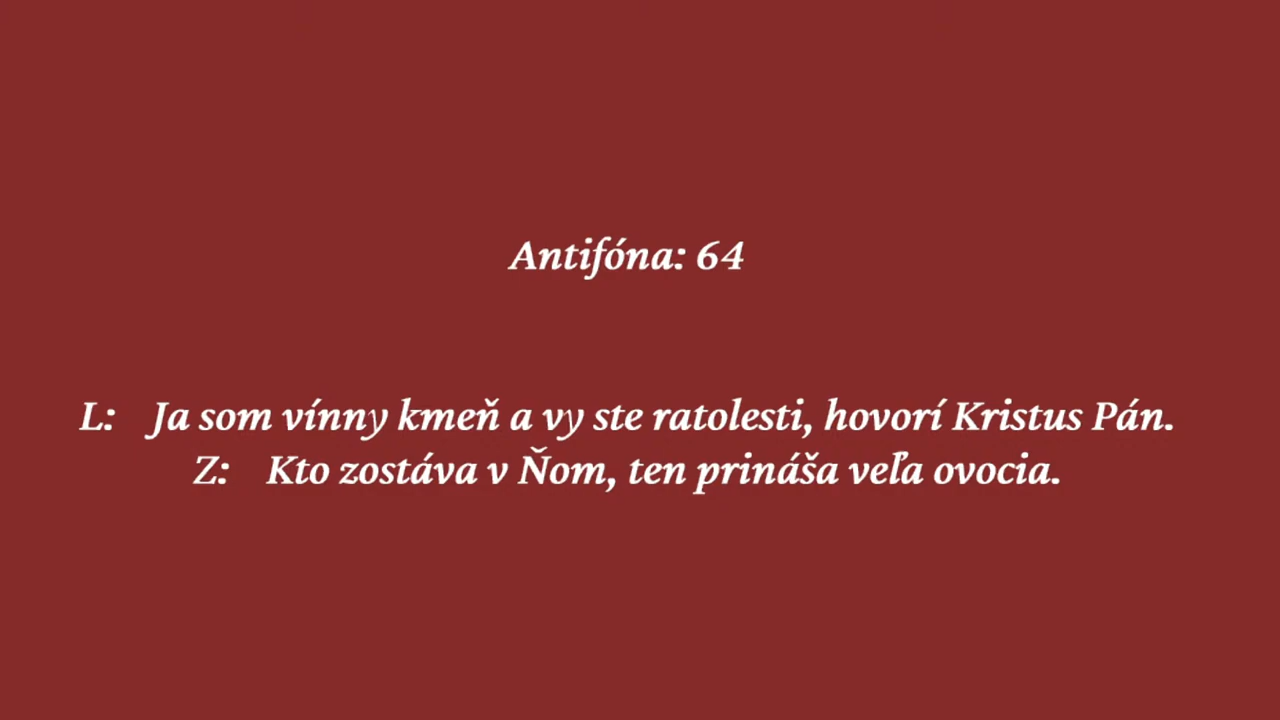 Antifóna: 64
L: Ja som vínny kmeň a vy ste ratolesti, hovorí Kristus Pán.
Z: Kto zostáva v Ňom, ten prináša veľa ovocia.